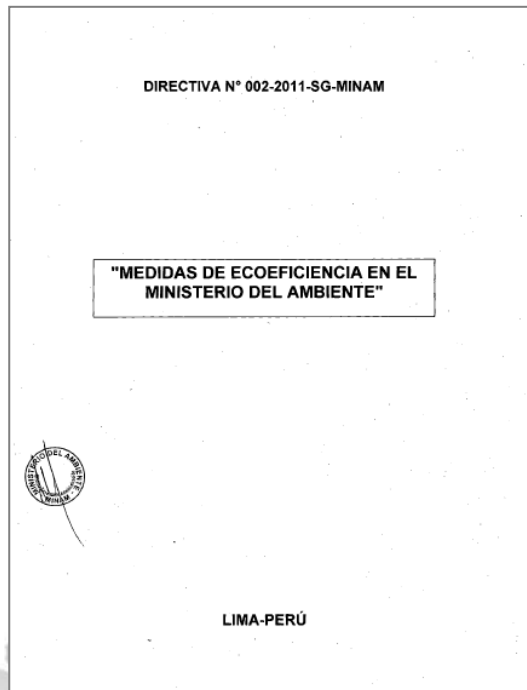 DIRECTIVA N° 002-2011-SG-MINAM
"MEDIDAS DE ECOEFICIENCIA EN EL
MINISTERIO DEL AMBIENTE"
MINISTERIO DEL AMBIENTE
MINAM
LIMA-PERÚ